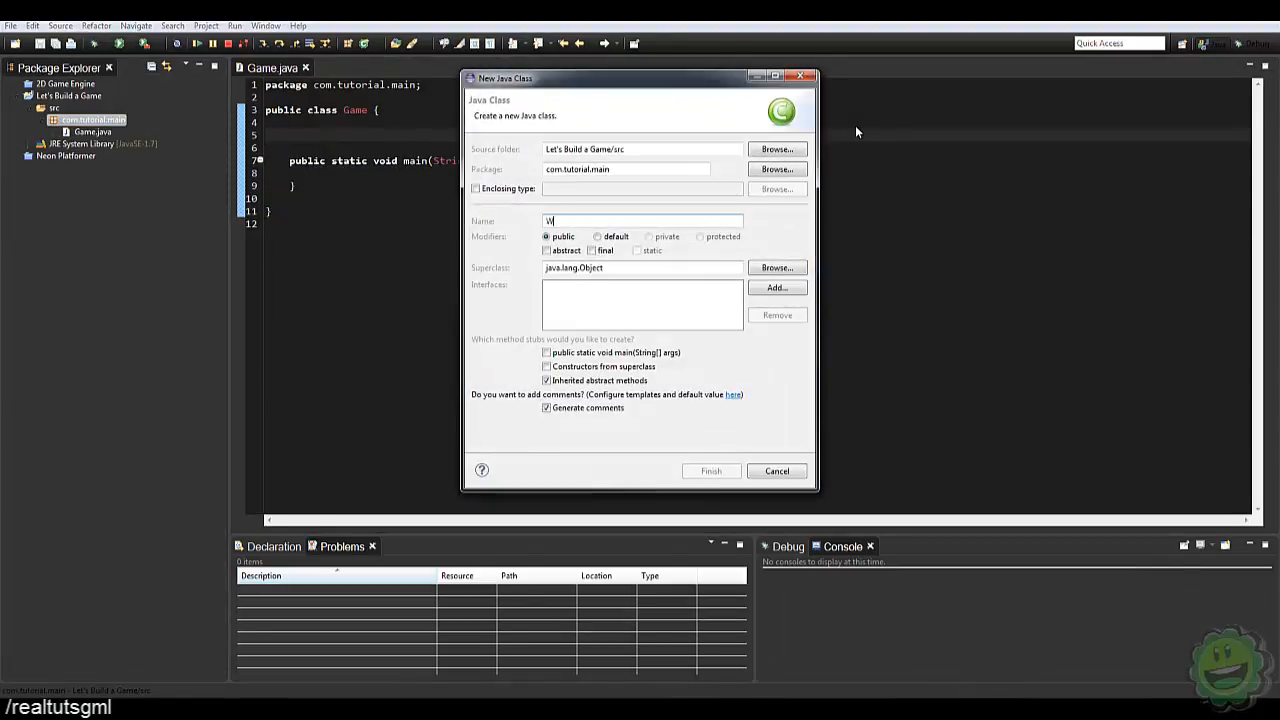 File Edit Source Refactor Navigate Search Project Run Window Help
Quick Access
Debug
Package Explorer
2D Game Engine
Let's Build a Game
src
com.tutorial.main
Game.java
JRE System Library [JavaSE-1.7]
Neon Platformer
Game.java
1 package com.tutorial.main;
2
3 public class Game {
4
5
6
7 public static void main(Stri
8
9 }
10
11 }
12
New Java Class
Java Class
Create a new Java class.
Source folder: Let's Build a Game/src Browse...
Package: com.tutorial.main Browse...
Enclosing type: Browse...
Name: W
Modifiers: public default private protected
abstract final static
Superclass: java.lang.Object Browse...
Interfaces: Add...
Remove
Which method stubs would you like to create?
public static void main(String[] args)
Constructors from superclass
Inherited abstract methods
Do you want to add comments? (Configure templates and default value here)
Generate comments
? Finish Cancel
Declaration Problems
0 items
Description Resource Path Location Type
Debug Console
No consoles to display at this time.
com.tutorial.main - Let's Build a Game/src
/realtutsgml